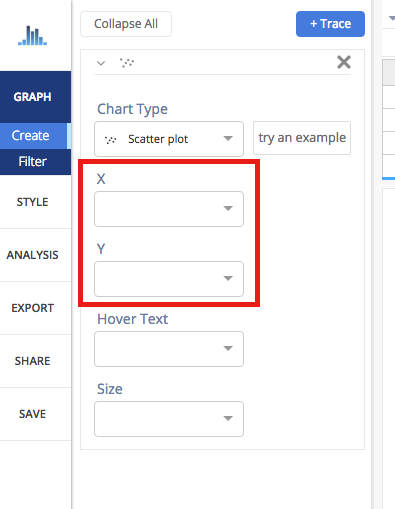 Collapse All
+ Trace
GRAPH
Create
Filter
STYLE
ANALYSIS
EXPORT
SHARE
SAVE
Chart Type
Scatter plot
try an example
X
Y
Hover Text
Size